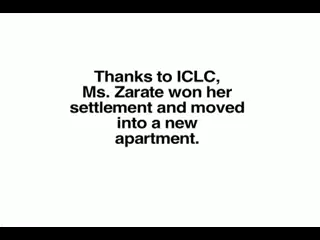 Thanks to ICLC,
Ms. Zarate won her
settlement and moved
into a new
apartment.